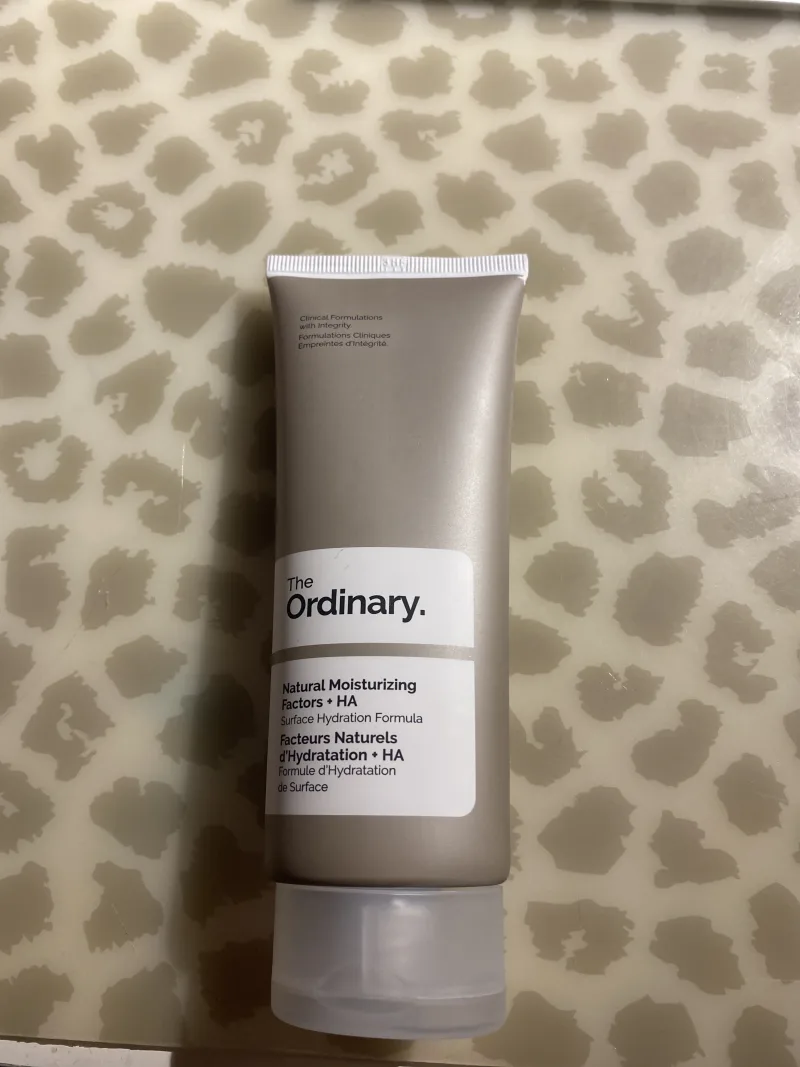 Clinical Formulations
with Integrity.
Formulations Cliniques
Empreintes d'Intégrité.
The
Ordinary.
Natural Moisturizing
Factors + HA
Surface Hydration Formula
Facteurs Naturels
d'Hydratation + HA
Formule d'Hydratation
de Surface